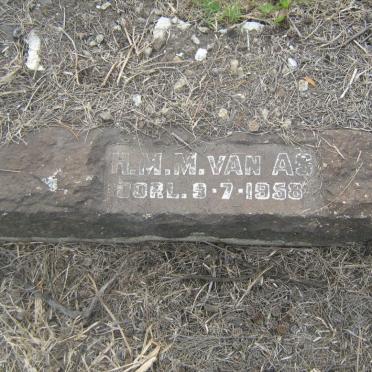 H.M.M. VAN AS
OORL. 9-7-1958